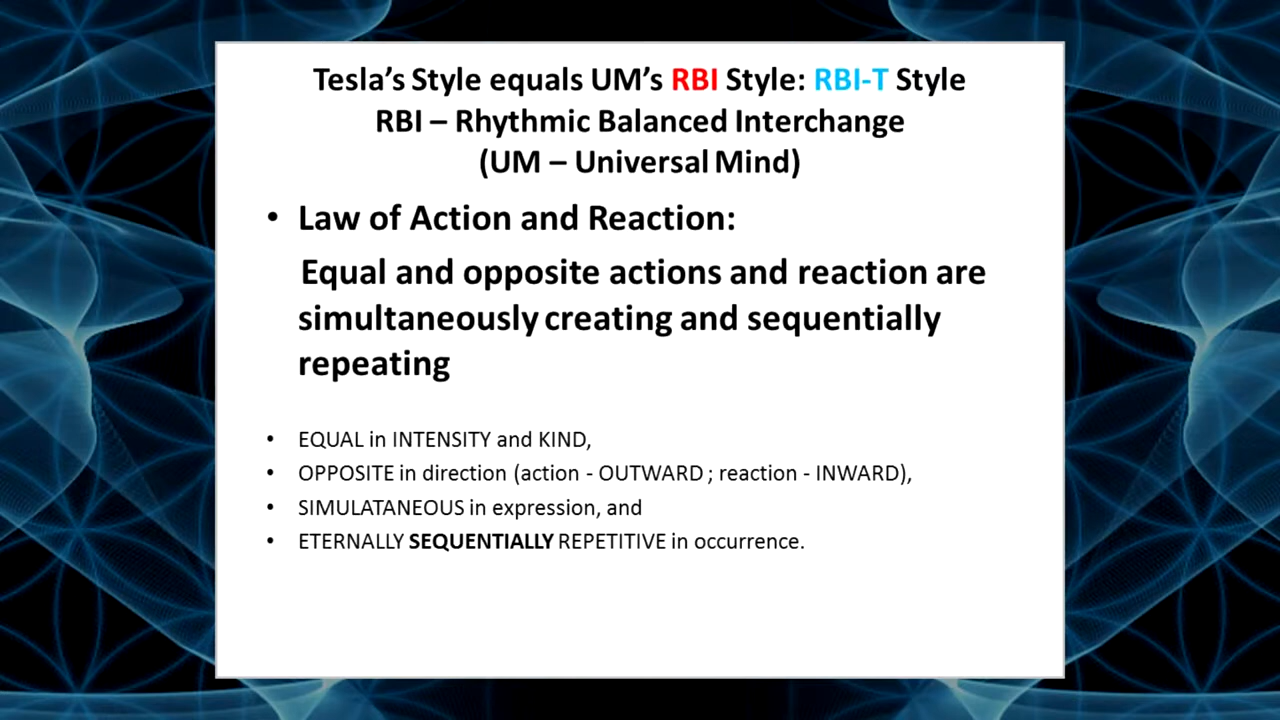 Tesla’s Style equals UM’s RBI Style: RBI-T Style
RBI – Rhythmic Balanced Interchange
(UM – Universal Mind)
• Law of Action and Reaction:
Equal and opposite actions and reaction are
simultaneously creating and sequentially
repeating
• EQUAL in INTENSITY and KIND,
• OPPOSITE in direction (action - OUTWARD ; reaction - INWARD),
• SIMULATANEOUS in expression, and
• ETERNALLY SEQUENTIALLY REPETITIVE in occurrence.